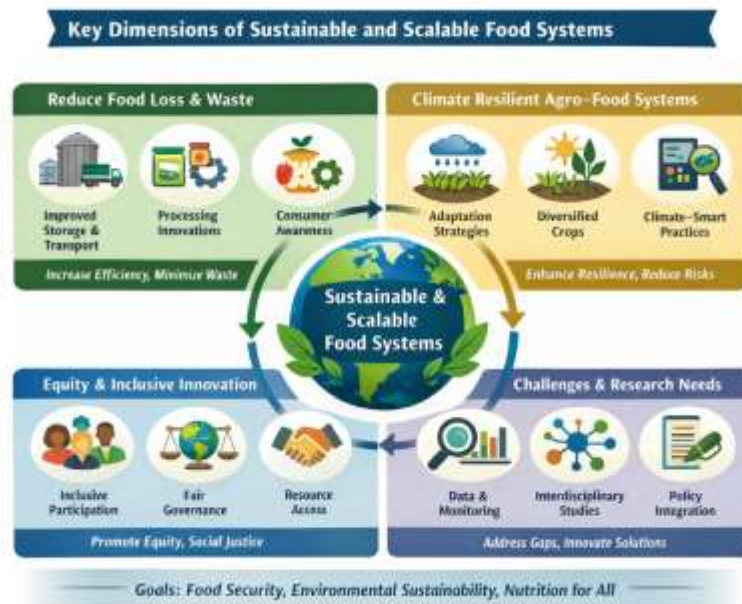 Key Dimensions of Sustainable and Scalable Food Systems
Reduce Food Loss & Waste
Improved
Storage &
Transport
Processing
Innovations
Consumer
Awareness
Increase Efficiency, Minimize Waste
Climate Resilient Agro-Food Systems
Adaptation
Strategies
Diversified
Crops
Climate-Smart
Practices
Enhance Resilience, Reduce Risks
Sustainable &
Scalable
Food Systems
Equity & Inclusive Innovation
Inclusive
Participation
Fair
Governance
Resource
Access
Promote Equity, Social Justice
Challenges & Research Needs
Data &
Monitoring
Interdisciplinary
Studies
Policy
Integration
Address Gaps, Innovate Solutions
Goals: Food Security, Environmental Sustainability, Nutrition for All